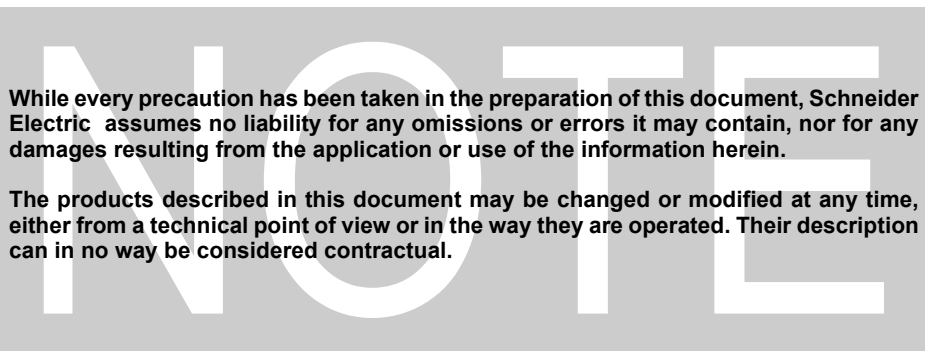 NOTE
While every precaution has been taken in the preparation of this document, Schneider
Electric assumes no liability for any omissions or errors it may contain, nor for any
damages resulting from the application or use of the information herein.
The products described in this document may be changed or modified at any time,
either from a technical point of view or in the way they are operated. Their description
can in no way be considered contractual.